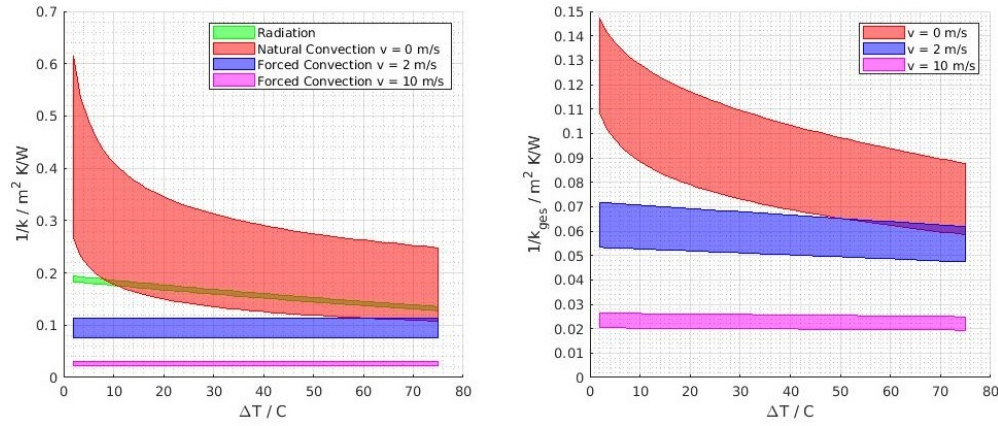 0.7
0.6
0.5
0.4
0.3
0.2
0.1
0
1/k / m² K/W
Radiation
Natural Convection v = 0 m/s
Forced Convection v = 2 m/s
Forced Convection v = 10 m/s
0 10 20 30 40 50 60 70 80
ΔT / C
0.15
0.14
0.13
0.12
0.11
0.1
0.09
0.08
0.07
0.06
0.05
0.04
0.03
0.02
0.01
0
1/k_ges / m² K/W
v = 0 m/s
v = 2 m/s
v = 10 m/s
0 10 20 30 40 50 60 70 80
ΔT / C